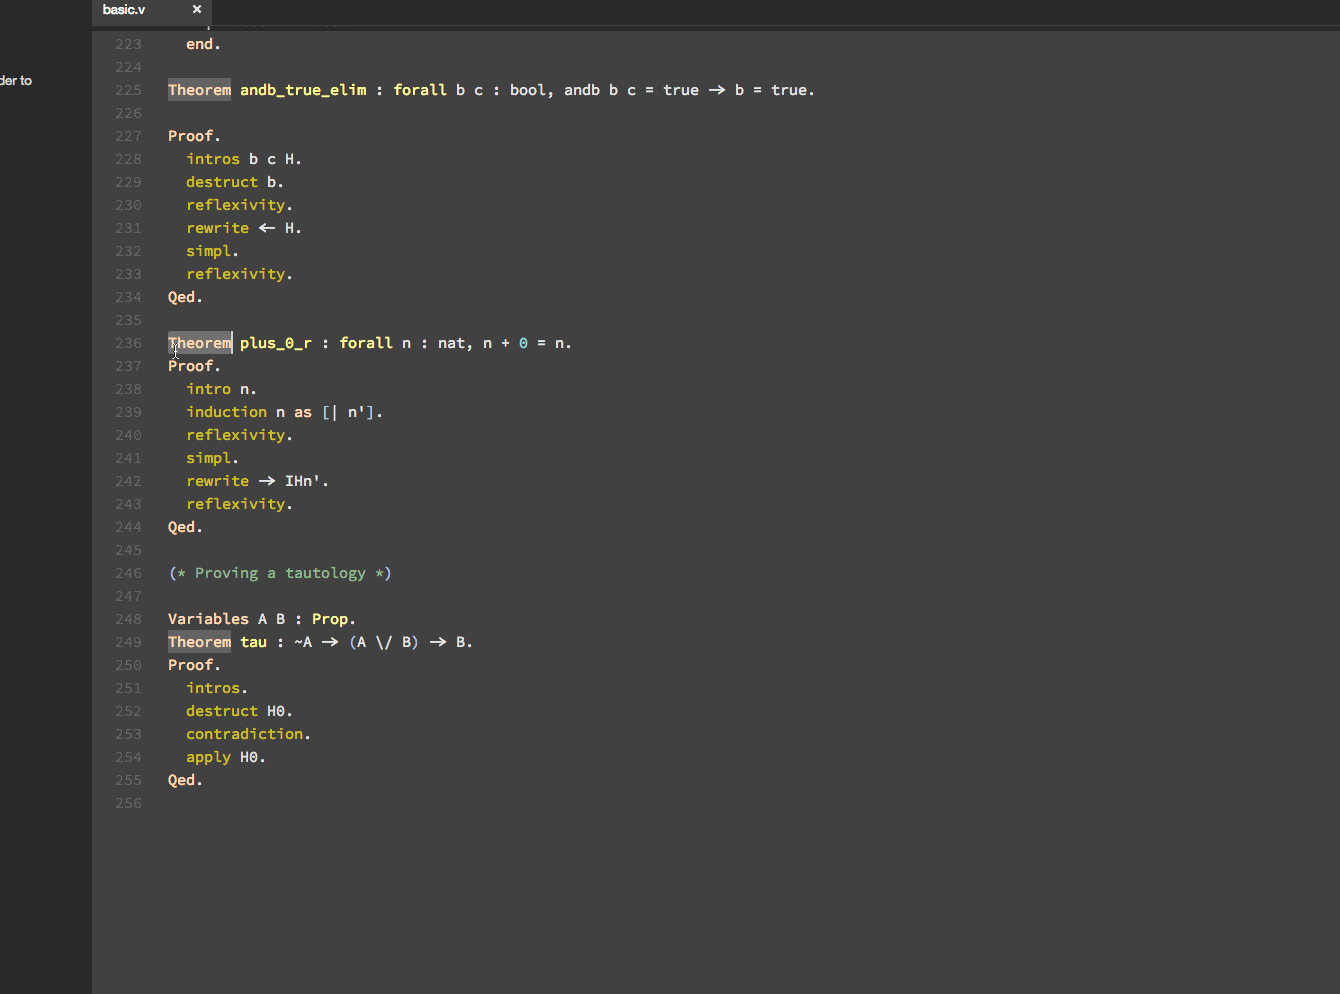 basic.v ×
der to
223 end.
224
225 Theorem andb_true_elim : forall b c : bool, andb b c = true → b = true.
226
227 Proof.
228 intros b c H.
229 destruct b.
230 reflexivity.
231 rewrite ← H.
232 simpl.
233 reflexivity.
234 Qed.
235
236 Theorem plus_0_r : forall n : nat, n + 0 = n.
237 Proof.
238 intro n.
239 induction n as [| n'].
240 reflexivity.
241 simpl.
242 rewrite → IHn'.
243 reflexivity.
244 Qed.
245
246 (* Proving a tautology *)
247
248 Variables A B : Prop.
249 Theorem tau : ~A → (A \/ B) → B.
250 Proof.
251 intros.
252 destruct H0.
253 contradiction.
254 apply H0.
255 Qed.
256